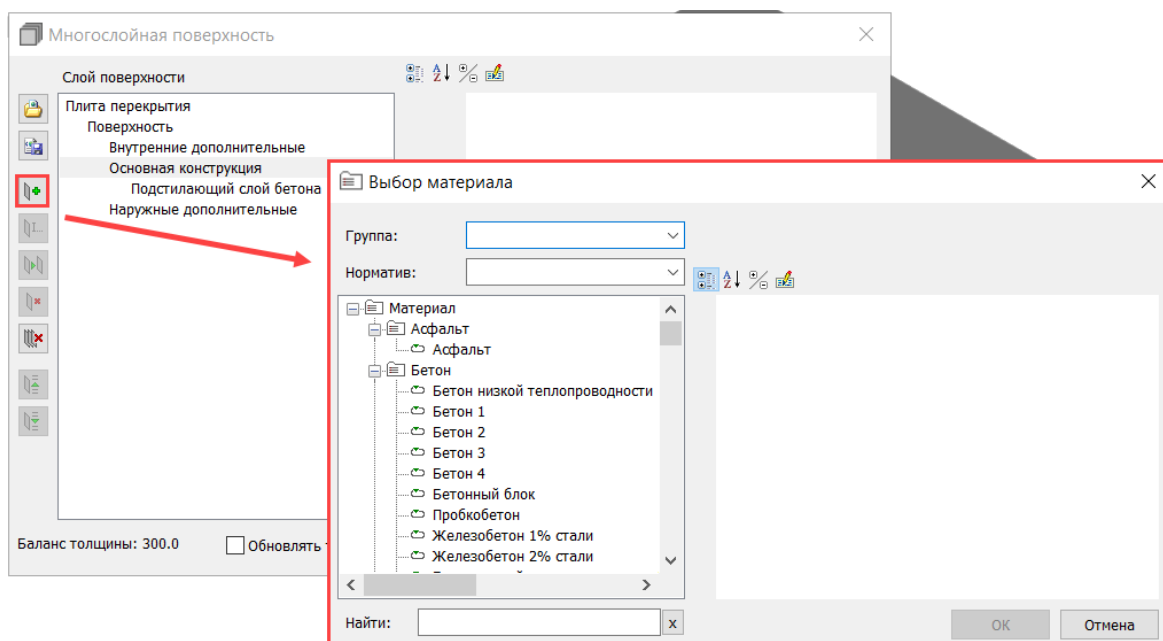 Многослойная поверхность
Слой поверхности
Плита перекрытия
Поверхность
Внутренние дополнительные
Основная конструкция
Подстилающий слой бетона
Наружные дополнительные
Баланс толщины: 300.0
Обновлять
Выбор материала
Группа:
Норматив:
Материал
Асфальт
Асфальт
Бетон
Бетон низкой теплопроводности
Бетон 1
Бетон 2
Бетон 3
Бетон 4
Бетонный блок
Пробкобетон
Железобетон 1% стали
Железобетон 2% стали
Найти:
x
OK
Отмена